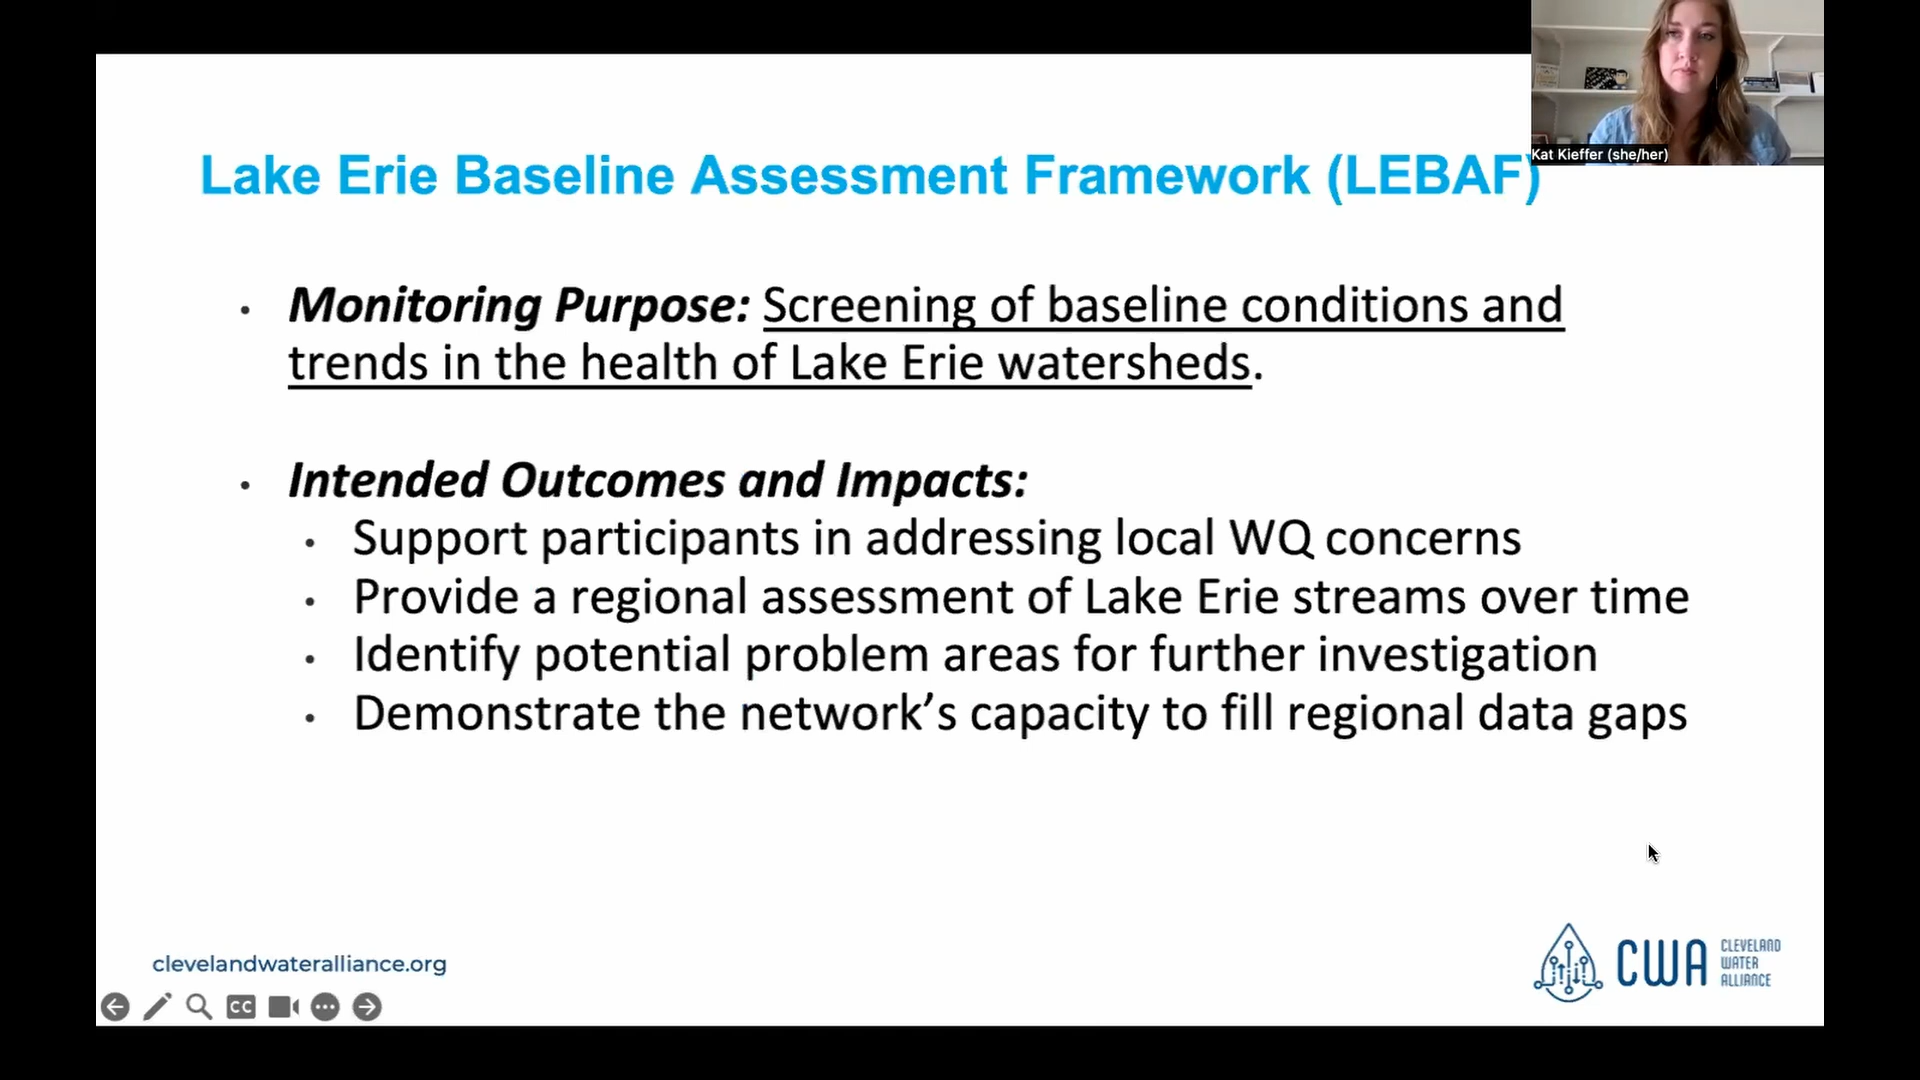 Kat Kieffer (she/her)
Lake Erie Baseline Assessment Framework (LEBAF)
• Monitoring Purpose: Screening of baseline conditions and
trends in the health of Lake Erie watersheds.
• Intended Outcomes and Impacts:
• Support participants in addressing local WQ concerns
• Provide a regional assessment of Lake Erie streams over time
• Identify potential problem areas for further investigation
• Demonstrate the network’s capacity to fill regional data gaps
clevelandwateralliance.org
CWA
CLEVELAND
WATER
ALLIANCE
CC